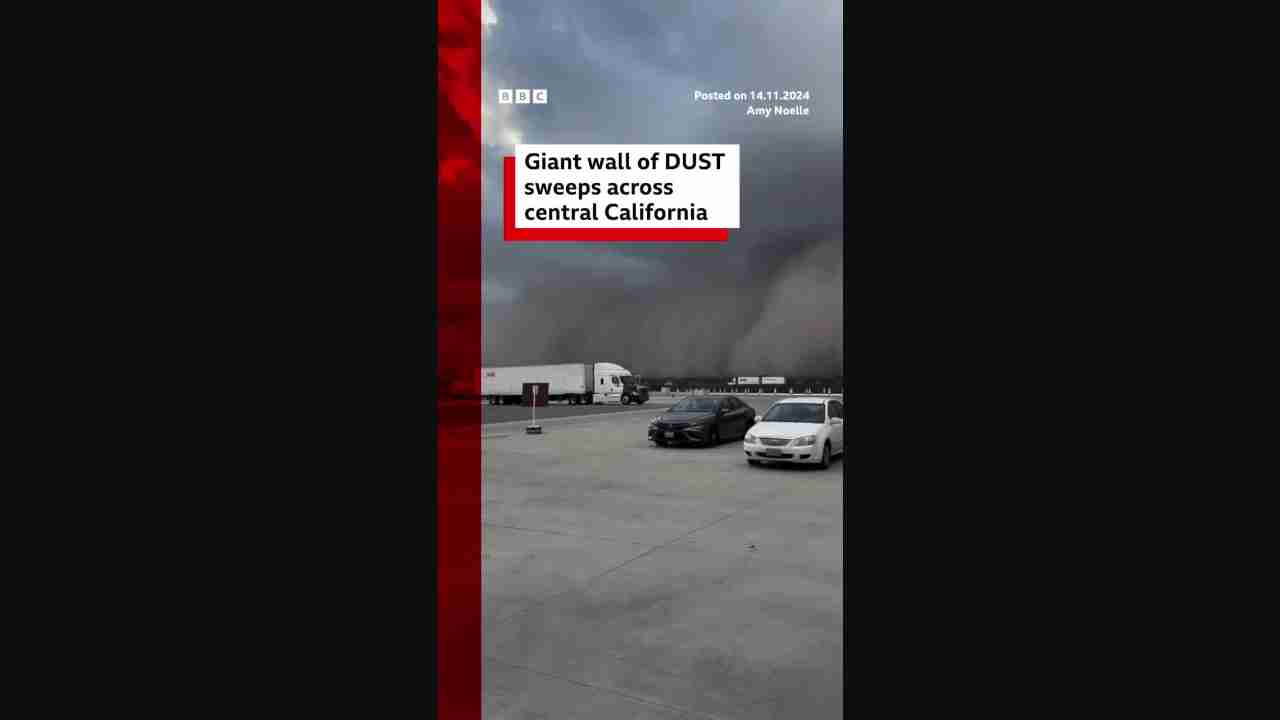 BBC
Posted on 14.11.2024
Amy Noelle
Giant wall of DUST
sweeps across
central California